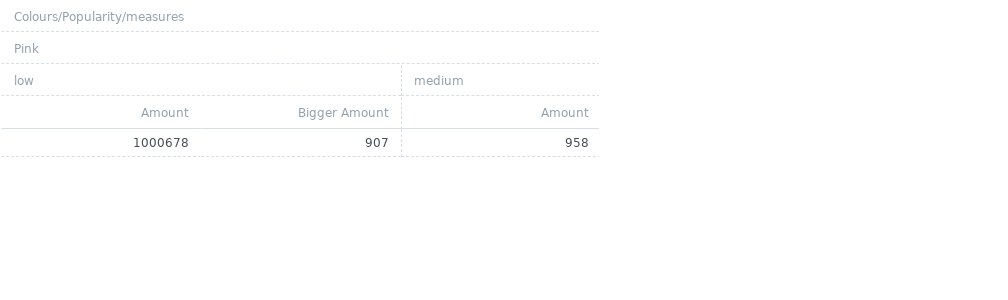 Colours/Popularity/measures
Pink
low medium
Amount Bigger Amount Amount
1000678 907 958